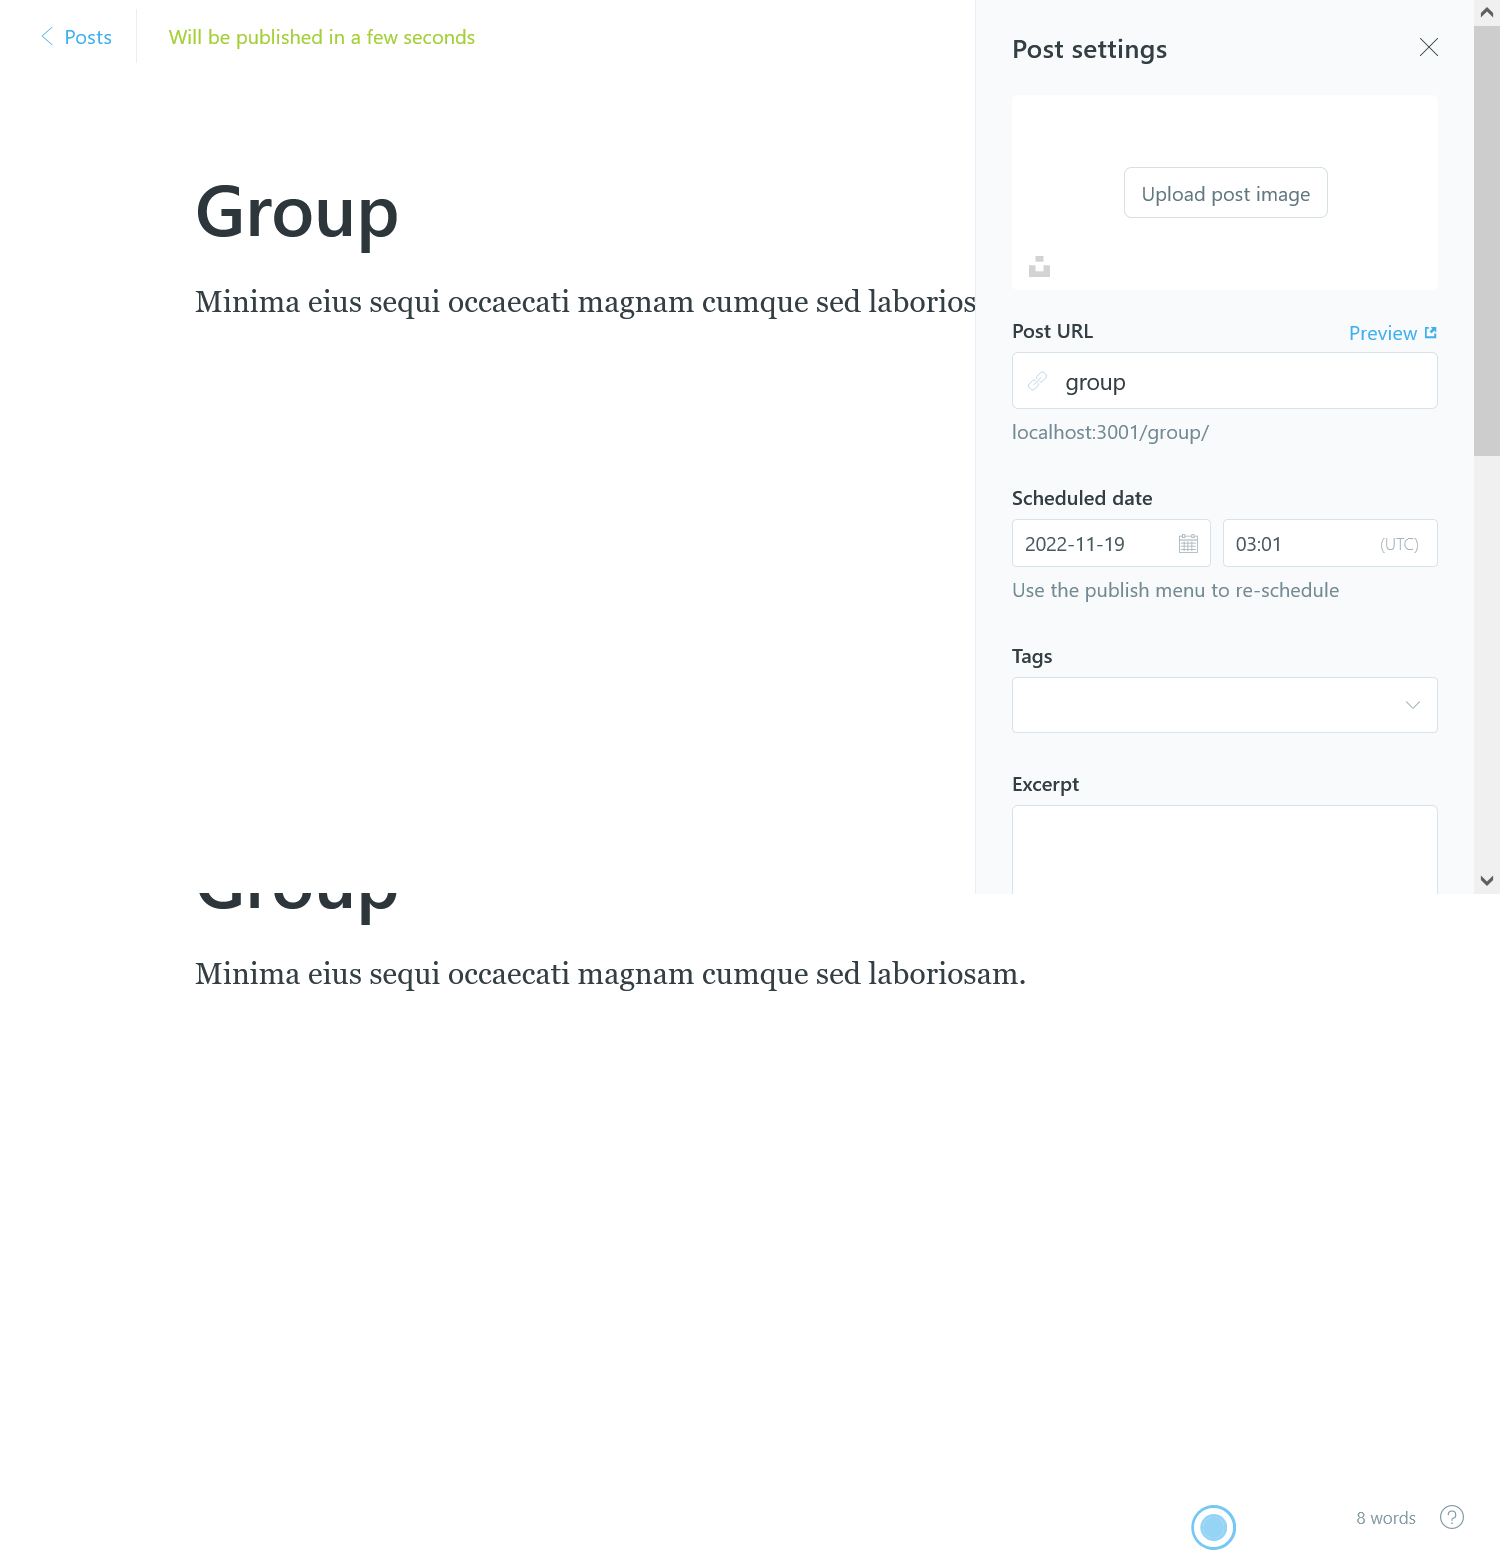 Posts
Will be published in a few seconds
Group
Minima eius sequi occaecati magnam cumque sed laborios
Post settings
Upload post image
Post URL
Preview
group
localhost:3001/group/
Scheduled date
2022-11-19
03:01
(UTC)
Use the publish menu to re-schedule
Tags
Excerpt
Group
Minima eius sequi occaecati magnam cumque sed laboriosam.
8 words
?